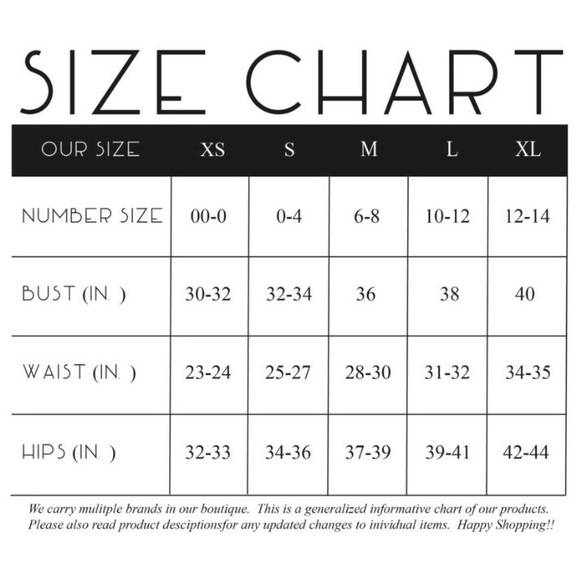 SIZE CHART
OUR SIZE XS S M L XL
NUMBER SIZE 00-0 0-4 6-8 10-12 12-14
BUST (IN. ) 30-32 32-34 36 38 40
WAIST (IN. ) 23-24 25-27 28-30 31-32 34-35
HIPS (IN. ) 32-33 34-36 37-39 39-41 42-44
We carry mulitple brands in our boutique. This is a generalized informative chart of our products.
Please also read product desciptionsfor any updated changes to inividual items. Happy Shopping!!